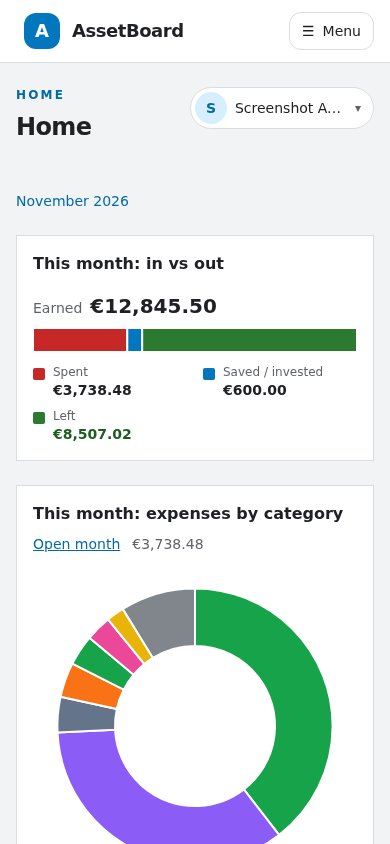 A AssetBoard ☰ Menu
HOME
Home
S Screenshot A... ▾
November 2026
This month: in vs out
Earned €12,845.50
Spent
€3,738.48
Saved / invested
€600.00
Left
€8,507.02
This month: expenses by category
Open month €3,738.48